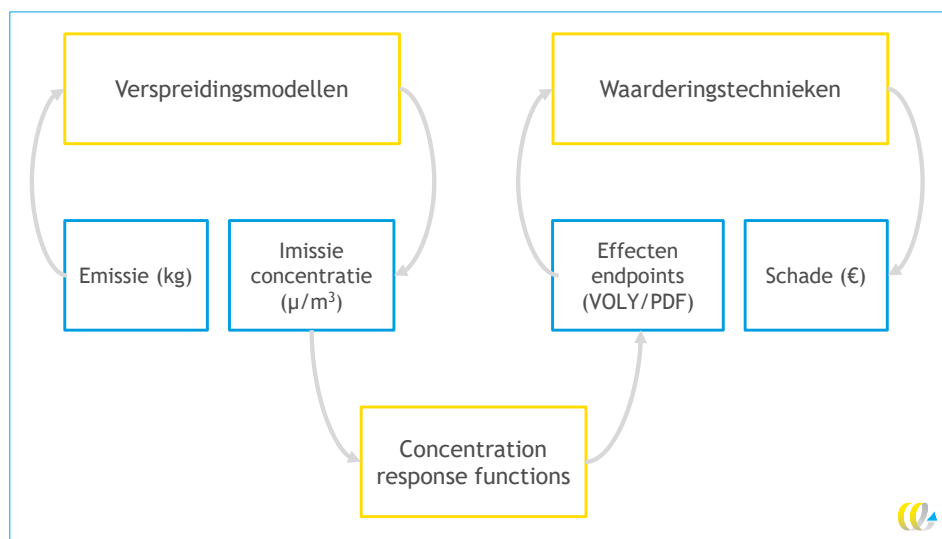 Verspreidingsmodellen
Waarderingstechnieken
Emissie (kg)
Imissie
concentratie
(µ/m³)
Effecten
endpoints
(VOLY/PDF)
Schade (€)
Concentration
response functions